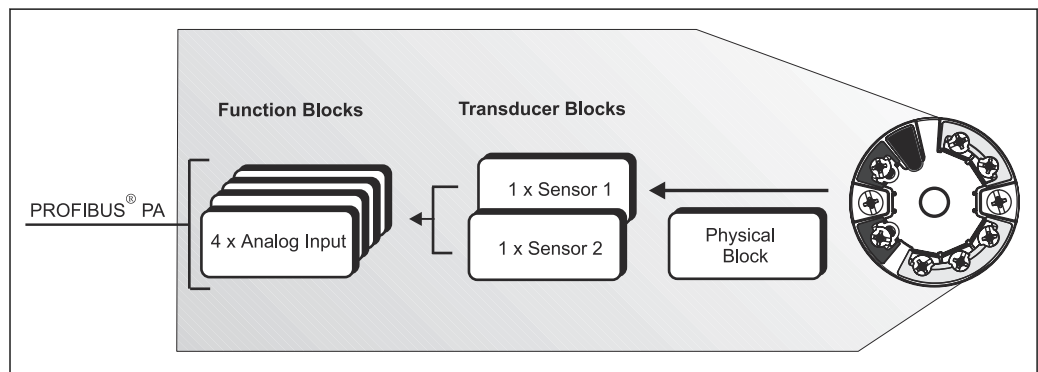 Function Blocks
Transducer Blocks
PROFIBUS® PA
4 x Analog Input
1 x Sensor 1
1 x Sensor 2
Physical
Block